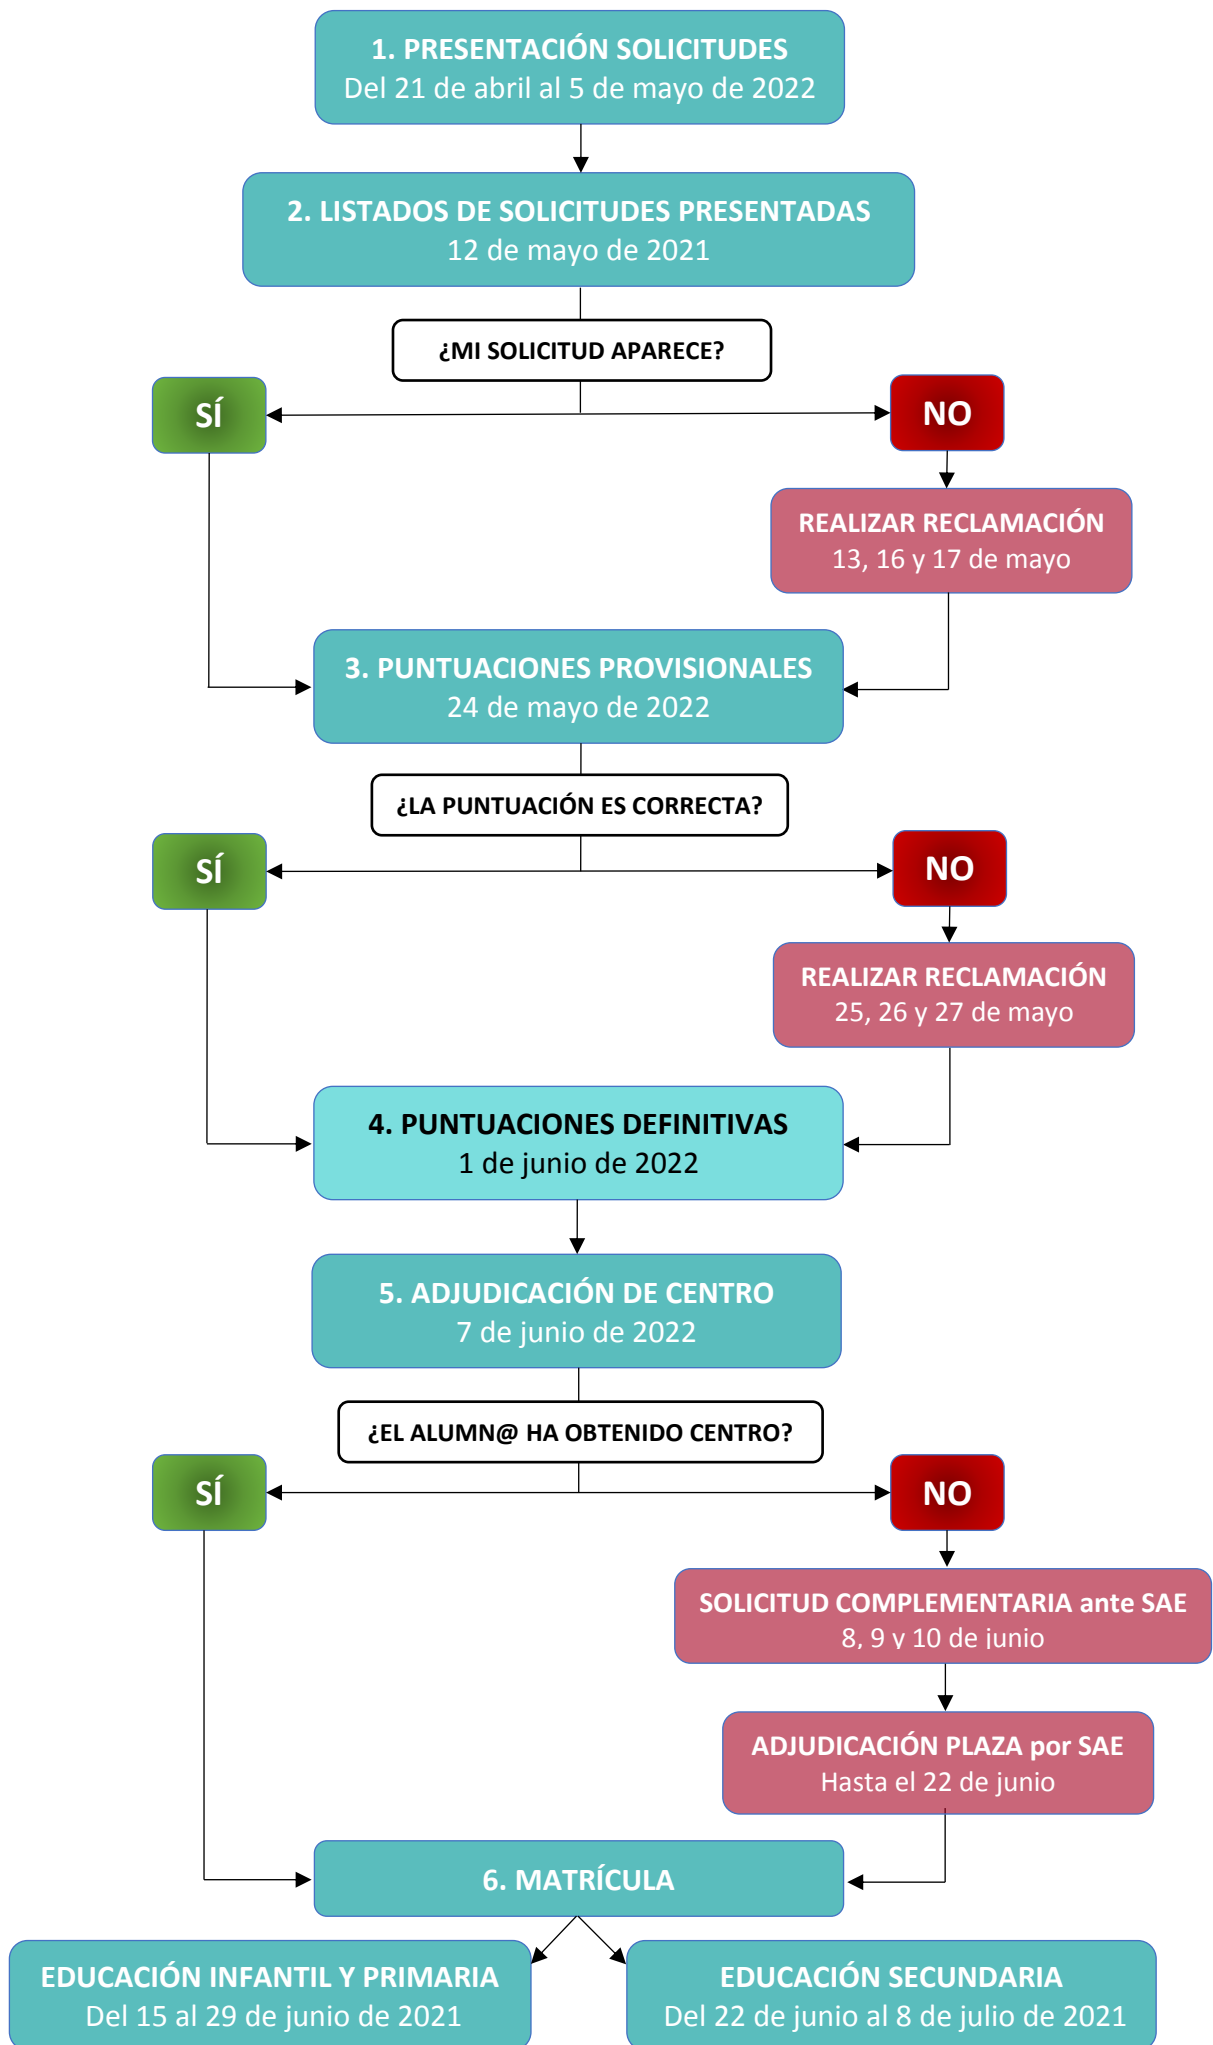 1. PRESENTACIÓN SOLICITUDES
Del 21 de abril al 5 de mayo de 2022
2. LISTADOS DE SOLICITUDES PRESENTADAS
12 de mayo de 2021
¿MI SOLICITUD APARECE?
SÍ
NO
REALIZAR RECLAMACIÓN
13, 16 y 17 de mayo
3. PUNTUACIONES PROVISIONALES
24 de mayo de 2022
¿LA PUNTUACIÓN ES CORRECTA?
SÍ
NO
REALIZAR RECLAMACIÓN
25, 26 y 27 de mayo
4. PUNTUACIONES DEFINITIVAS
1 de junio de 2022
5. ADJUDICACIÓN DE CENTRO
7 de junio de 2022
¿EL ALUMN@ HA OBTENIDO CENTRO?
SÍ
NO
SOLICITUD COMPLEMENTARIA ante SAE
8, 9 y 10 de junio
ADJUDICACIÓN PLAZA por SAE
Hasta el 22 de junio
6. MATRÍCULA
EDUCACIÓN INFANTIL Y PRIMARIA
Del 15 al 29 de junio de 2021
EDUCACIÓN SECUNDARIA
Del 22 de junio al 8 de julio de 2021